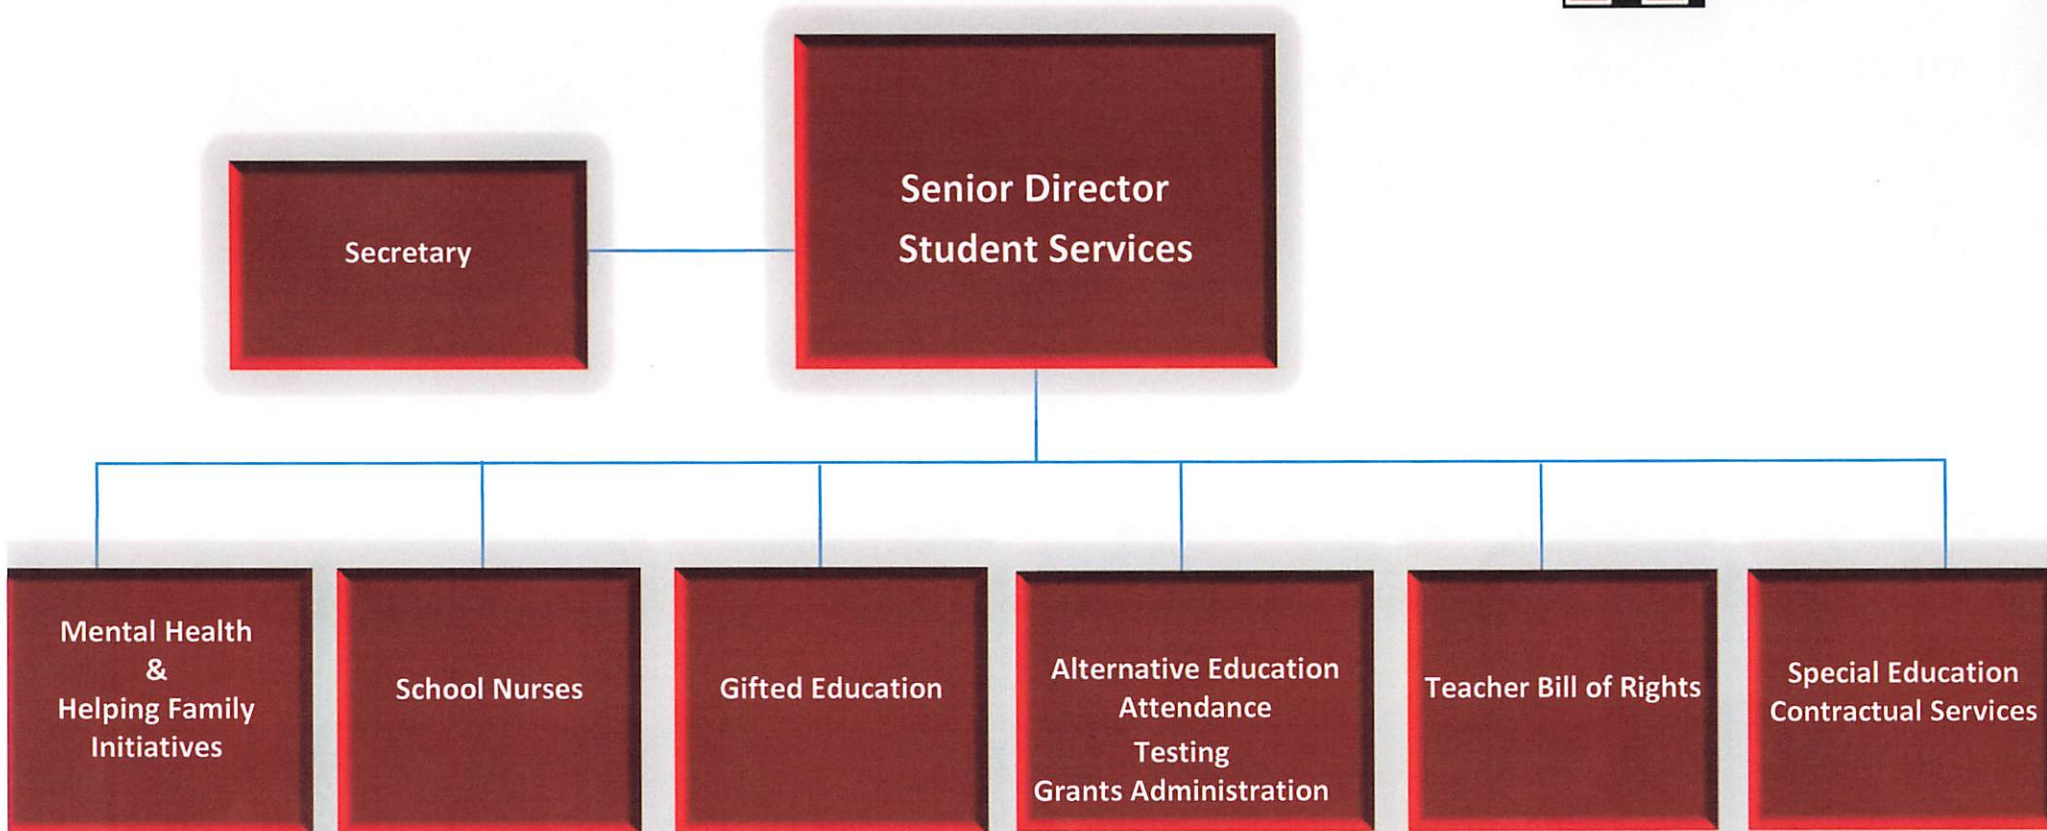 Senior Director
Student Services
Secretary
Mental Health
&
Helping Family
Initiatives
School Nurses
Gifted Education
Alternative Education
Attendance
Testing
Grants Administration
Teacher Bill of Rights
Special Education
Contractual Services